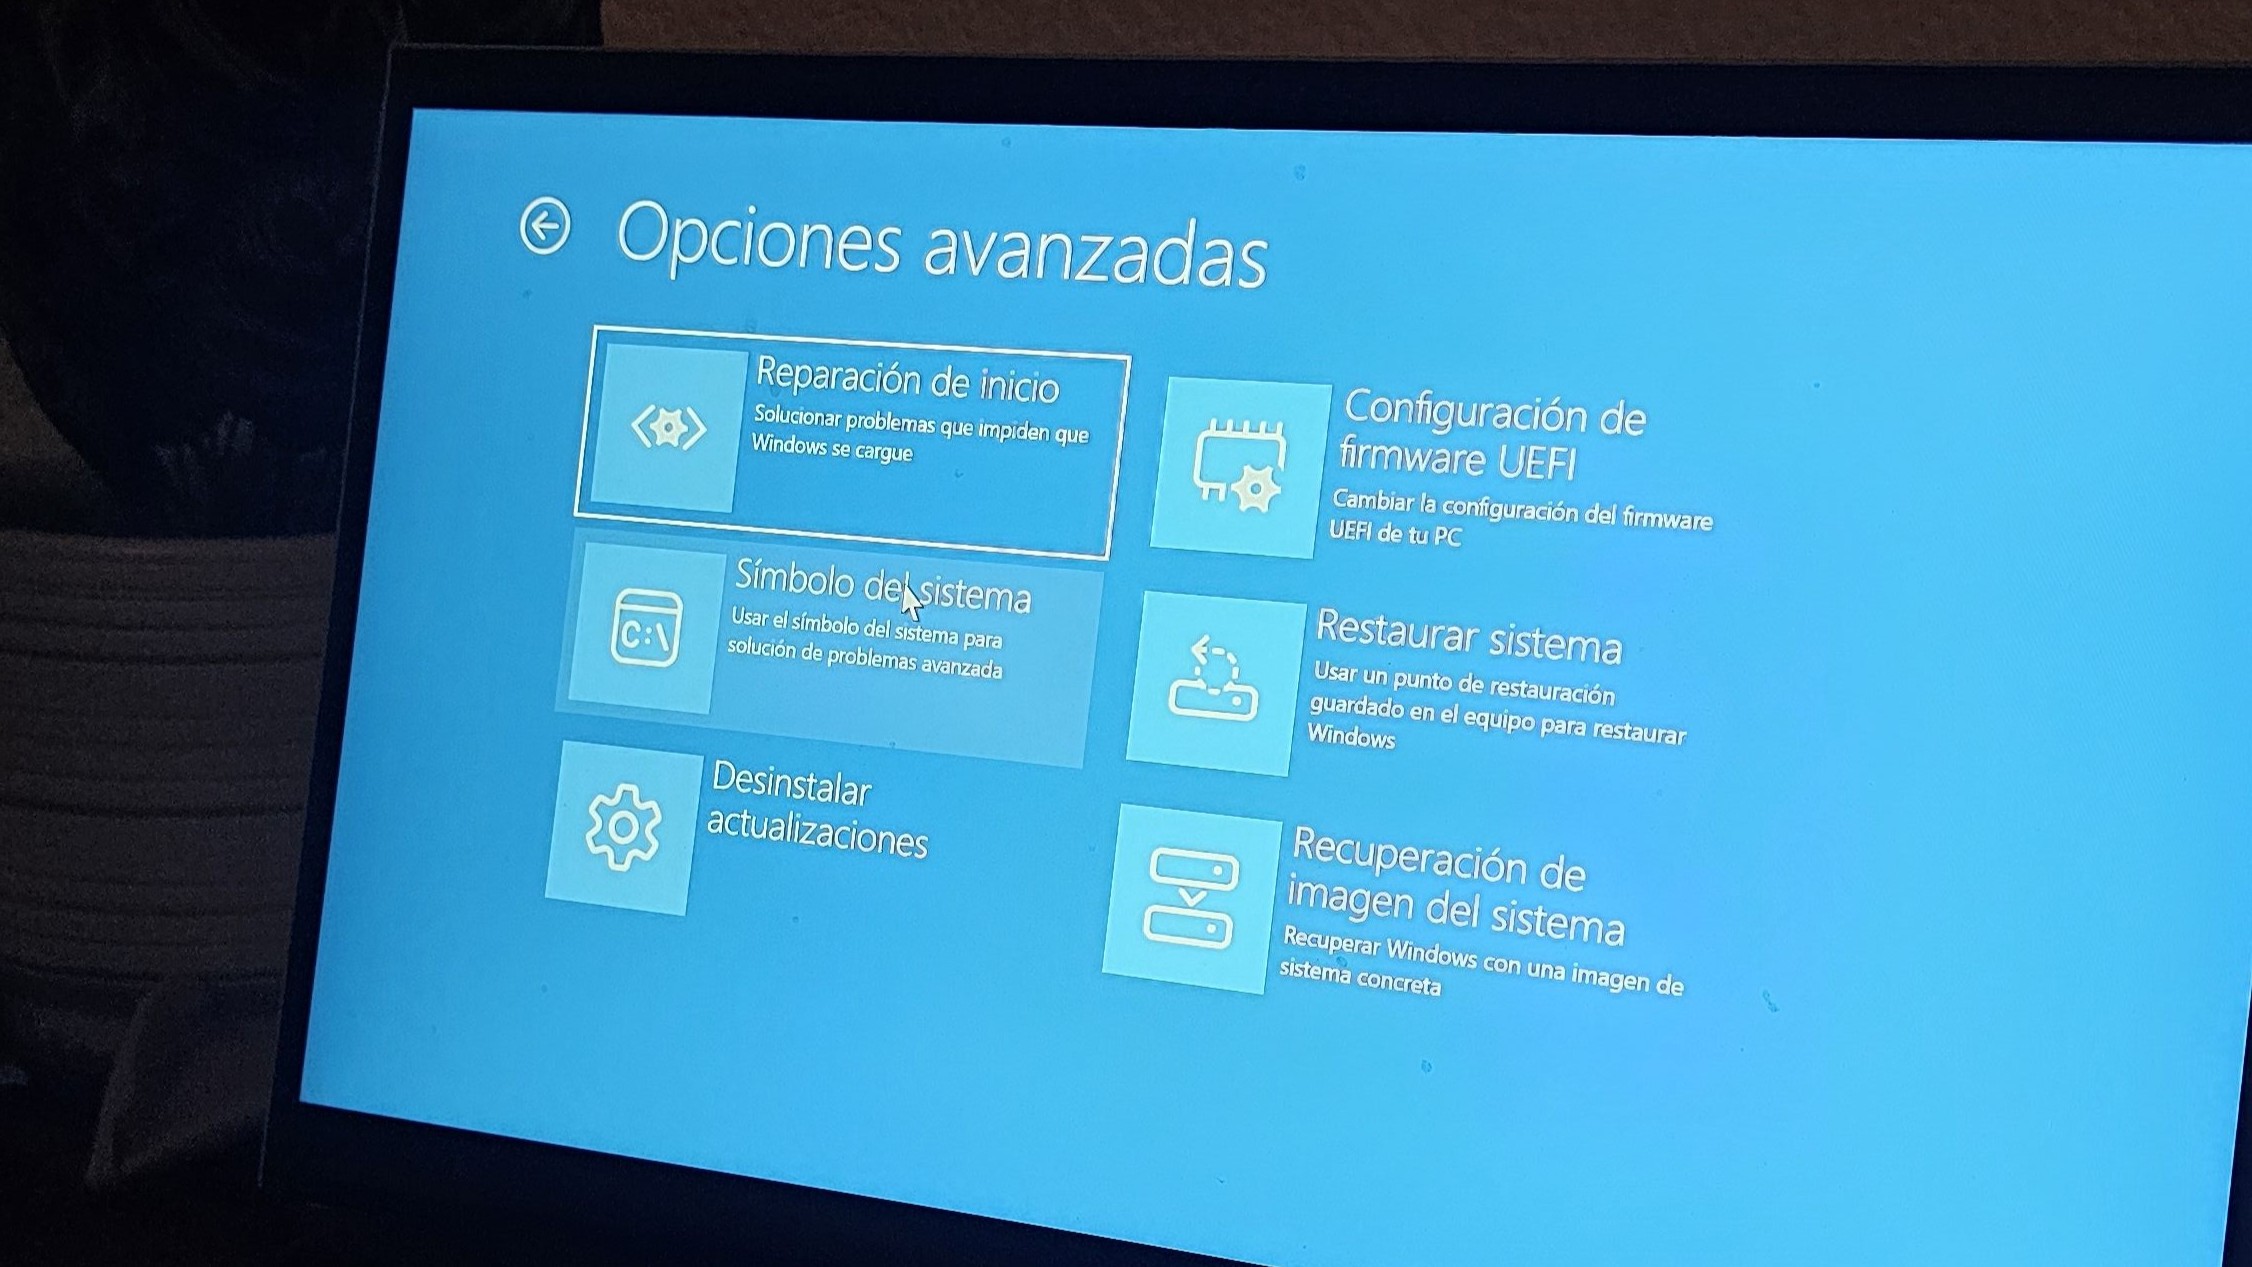 Opciones avanzadas
Reparación de inicio
Solucionar problemas que impiden que
Windows se cargue
Símbolo del sistema
Usar el símbolo del sistema para
solución de problemas avanzada
C:\
Desinstalar
actualizaciones
Configuración de
firmware UEFI
Cambiar la configuración del firmware
UEFI de tu PC
Restaurar sistema
Usar un punto de restauración
guardado en el equipo para restaurar
Windows
Recuperación de
imagen del sistema
Recuperar Windows con una imagen de
sistema concreta